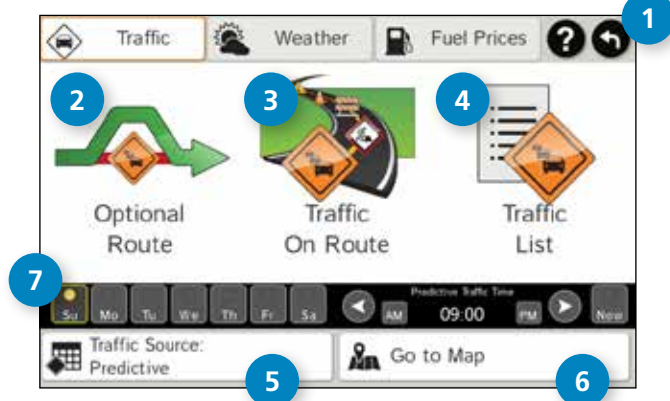 1
Traffic
Weather
Fuel Prices
?
2
3
4
Optional
Route
Traffic
On Route
Traffic
List
7
Su Mo Tu We Th Fr Sa
Predictive Traffic Time
AM 09:00 PM
Now
Traffic Source:
Predictive
Go to Map
5
6